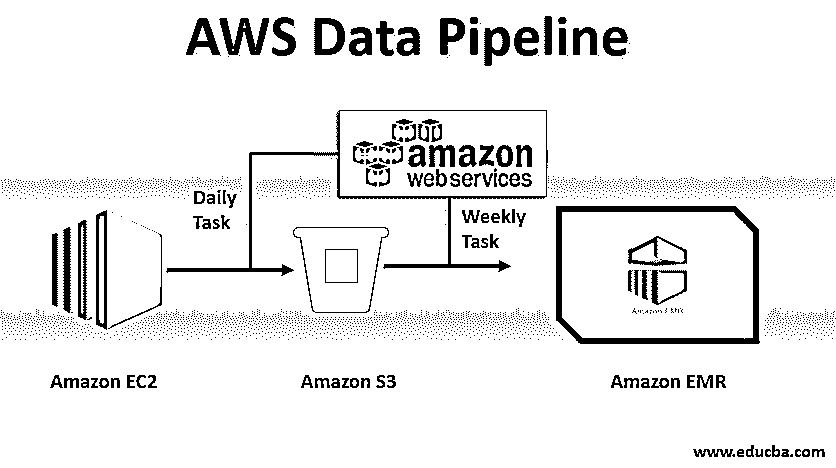 AWS Data Pipeline
amazon
webservices
Daily
Task
Weekly
Task
Amazon EMR
Amazon EC2
Amazon S3
Amazon EMR
www.educba.com